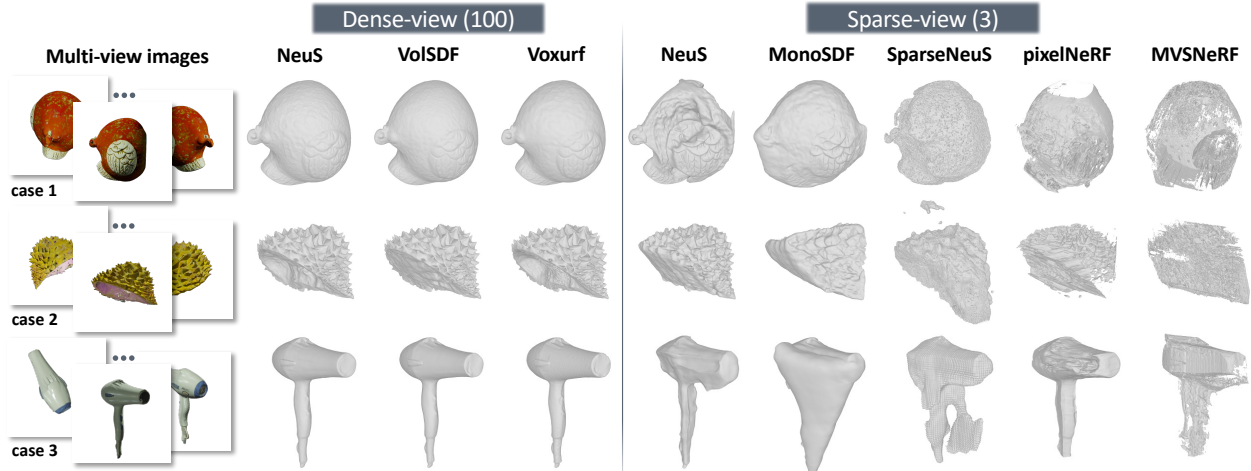 Dense-view (100)
Sparse-view (3)
Multi-view images
NeuS
VolSDF
Voxurf
NeuS
MonoSDF
SparseNeuS
pixelNeRF
MVSNeRF
case 1
case 2
case 3